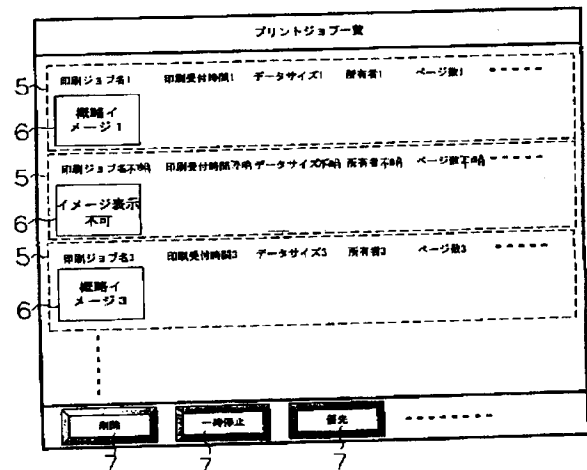 プリントジョブ一覧
5 印刷ジョブ名1 印刷受付時間1 データサイズ1 所有者1 ページ数1
6 概略イ
メージ1
5 印刷ジョブ名不明 印刷受付時間不明 データサイズ不明 所有者不明 ページ数不明
6 イメージ表示
不可
5 印刷ジョブ名3 印刷受付時間3 データサイズ3 所有者3 ページ数3
6 概略イ
メージ3
削除 一時停止 優先
7 7 7